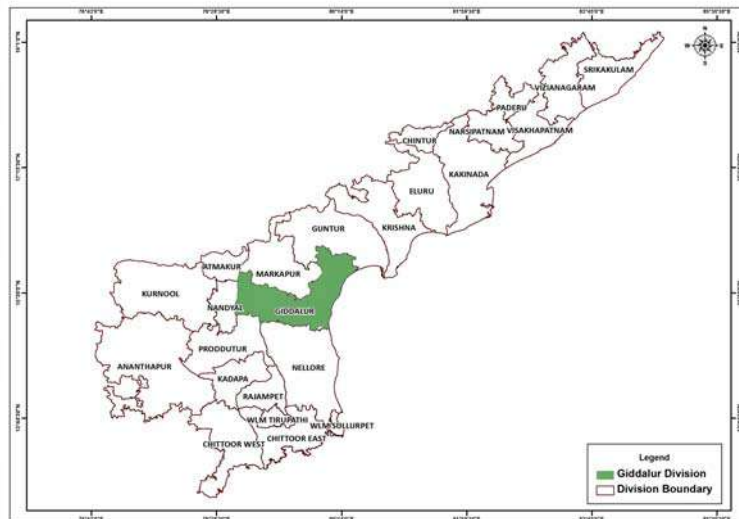 N
W
E
S
SRIKAKULAM
VIZIANAGARAM
PADERU
NARSIPATNAM
VISAKHAPATNAM
CHINTUR
KAKINADA
ELURU
GUNTUR
KRISHNA
ATMAKUR
MARKAPUR
KURNOOL
NANDYAL
GIDDALUR
PRODDUTUR
ANANTHAPUR
NELLORE
KADAPA
RAJAMPET
WLM TIRUPATHI
WLM SULLURPET
CHITTOOR WEST
CHITTOOR EAST
Legend
Giddalur Division
Division Boundary